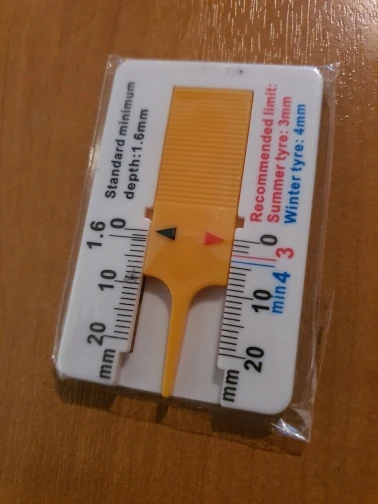 Standard minimum
depth:1.6mm
Recommended limit:
Summer tyre: 3mm
Winter tyre: 4mm
1.6
0
10
20
mm
0
3
min4
10
20
mm